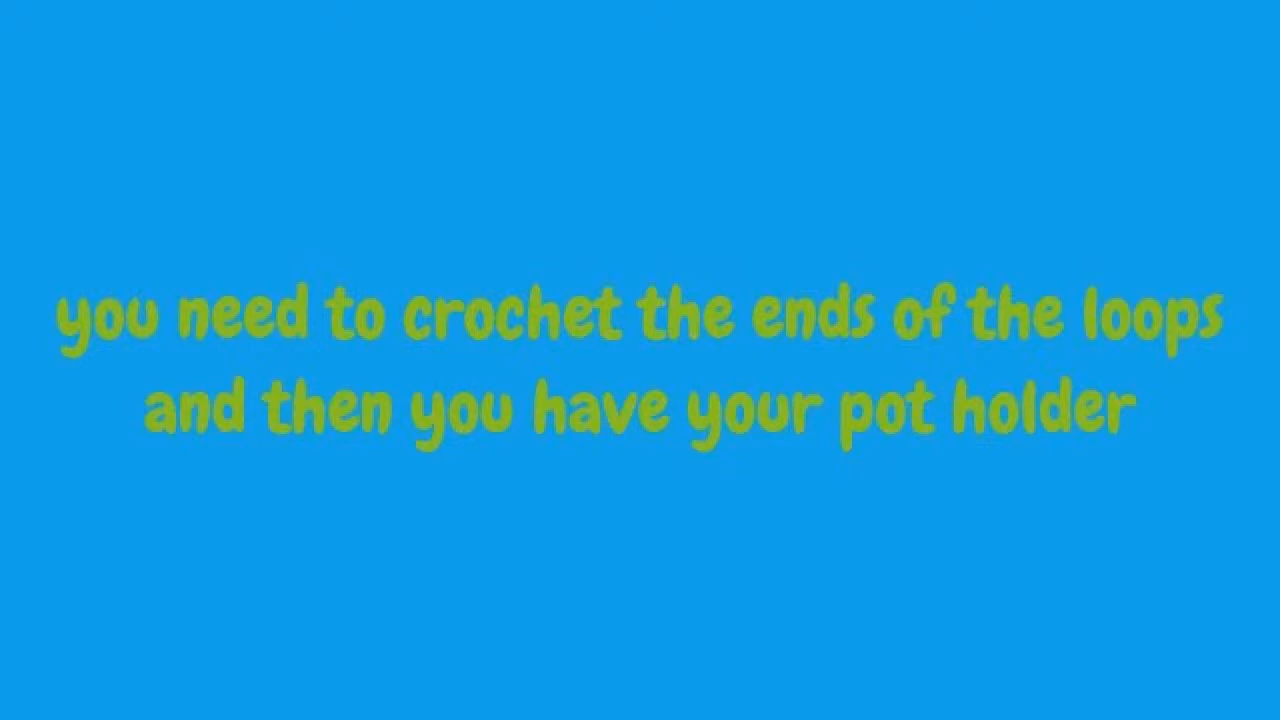 you need to crochet the ends of the loops
and then you have your pot holder